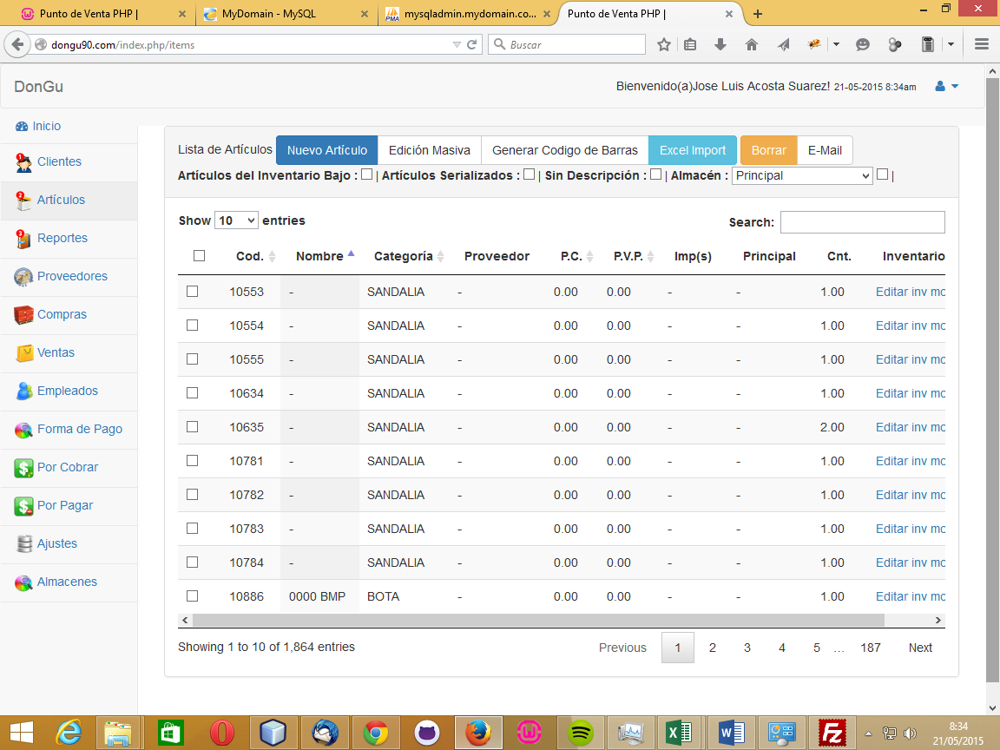 Punto de Venta PHP |
MyDomain - MySQL
mysqladmin.mydomain.co...
Punto de Venta PHP |
dongu90.com/index.php/items
Buscar
DonGu
Bienvenido(a)Jose Luis Acosta Suarez! 21-05-2015 8:34am
Inicio
Clientes
Artículos
Reportes
Proveedores
Compras
Ventas
Empleados
Forma de Pago
Por Cobrar
Por Pagar
Ajustes
Almacenes
Lista de Artículos Nuevo Artículo Edición Masiva Generar Codigo de Barras Excel Import Borrar E-Mail
Artículos del Inventario Bajo : | Artículos Serializados : | Sin Descripción : | Almacén : Principal |
Show 10 entries
Search:
Cod. Nombre Categoría Proveedor P.C. P.V.P. Imp(s) Principal Cnt. Inventario
10553 - SANDALIA - 0.00 0.00 - - 1.00 Editar inv mo
10554 - SANDALIA - 0.00 0.00 - - 1.00 Editar inv mo
10555 - SANDALIA - 0.00 0.00 - - 1.00 Editar inv mo
10634 - SANDALIA - 0.00 0.00 - - 1.00 Editar inv mo
10635 - SANDALIA - 0.00 0.00 - - 2.00 Editar inv mo
10781 - SANDALIA - 0.00 0.00 - - 1.00 Editar inv mo
10782 - SANDALIA - 0.00 0.00 - - 1.00 Editar inv mo
10783 - SANDALIA - 0.00 0.00 - - 1.00 Editar inv mo
10784 - SANDALIA - 0.00 0.00 - - 1.00 Editar inv mo
10886 0000 BMP BOTA - 0.00 0.00 - - 1.00 Editar inv mo
Showing 1 to 10 of 1,864 entries
Previous 1 2 3 4 5 … 187 Next
8:34
21/05/2015